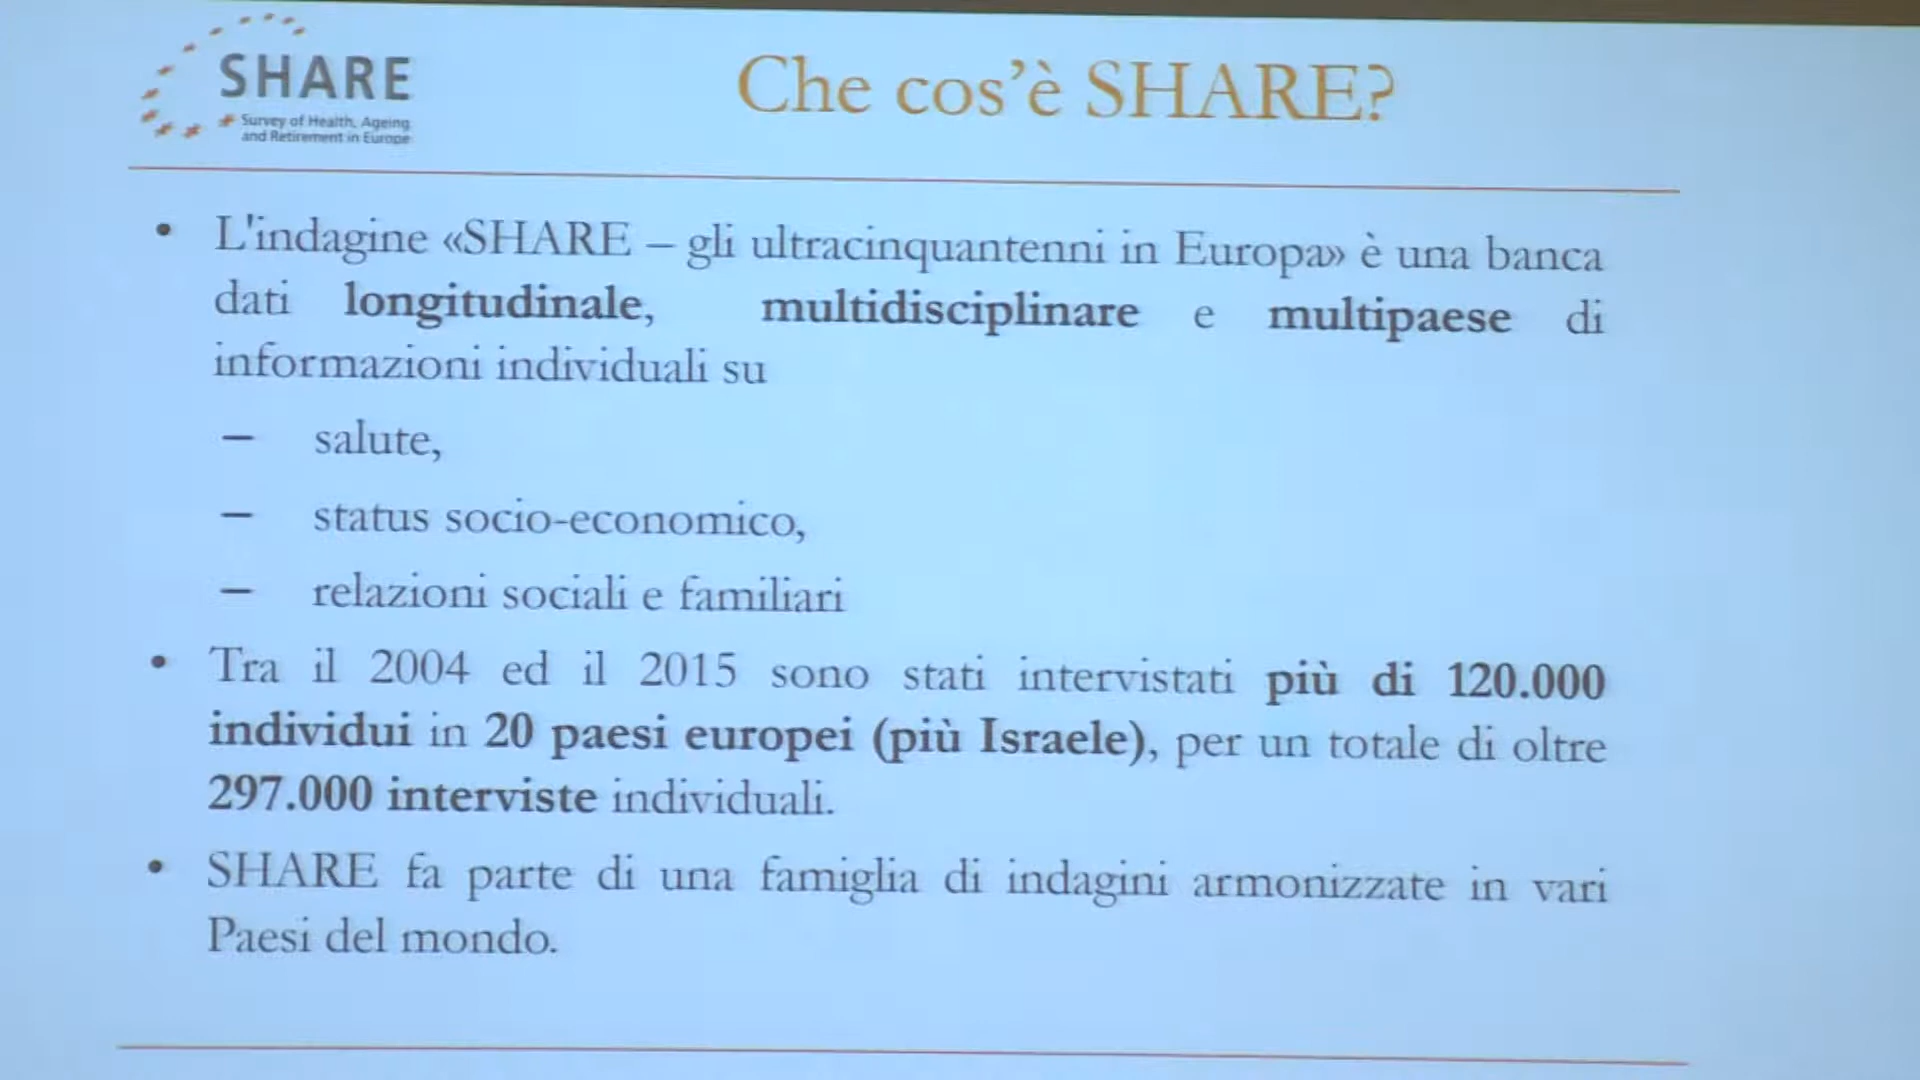 SHARE
Survey of Health, Ageing
and Retirement in Europe
Che cos'è SHARE?
• L'indagine «SHARE – gli ultracinquantenni in Europa» è una banca
dati longitudinale, multidisciplinare e multipaese di
informazioni individuali su
– salute,
– status socio-economico,
– relazioni sociali e familiari
• Tra il 2004 ed il 2015 sono stati intervistati più di 120.000
individui in 20 paesi europei (più Israele), per un totale di oltre
297.000 interviste individuali.
• SHARE fa parte di una famiglia di indagini armonizzate in vari
Paesi del mondo.